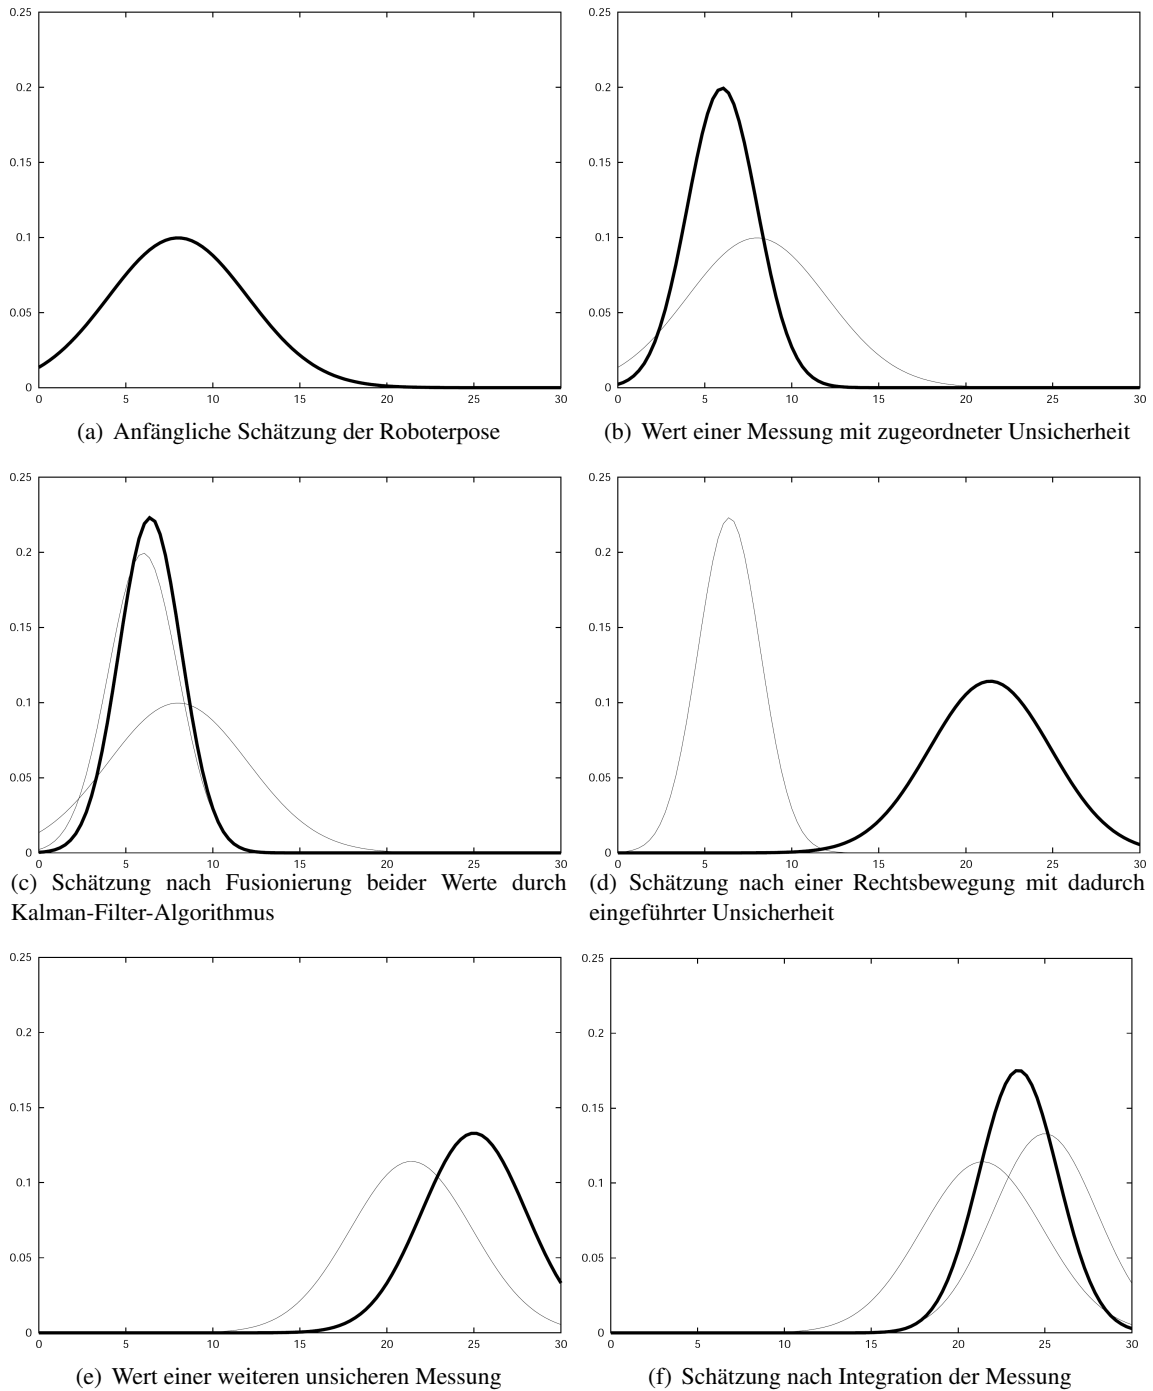 0.25
0.2
0.15
0.1
0.05
0
0 5 10 15 20 25 30
(a) Anfängliche Schätzung der Roboterpose
0.25
0.2
0.15
0.1
0.05
0
0 5 10 15 20 25 30
(b) Wert einer Messung mit zugeordneter Unsicherheit
0.25
0.2
0.15
0.1
0.05
0
0 5 10 15 20 25 30
(c) Schätzung nach Fusionierung beider Werte durch
Kalman-Filter-Algorithmus
0.25
0.2
0.15
0.1
0.05
0
0 5 10 15 20 25 30
(d) Schätzung nach einer Rechtsbewegung mit dadurch
eingeführter Unsicherheit
0.25
0.2
0.15
0.1
0.05
0
0 5 10 15 20 25 30
(e) Wert einer weiteren unsicheren Messung
0.25
0.2
0.15
0.1
0.05
0
0 5 10 15 20 25 30
(f) Schätzung nach Integration der Messung